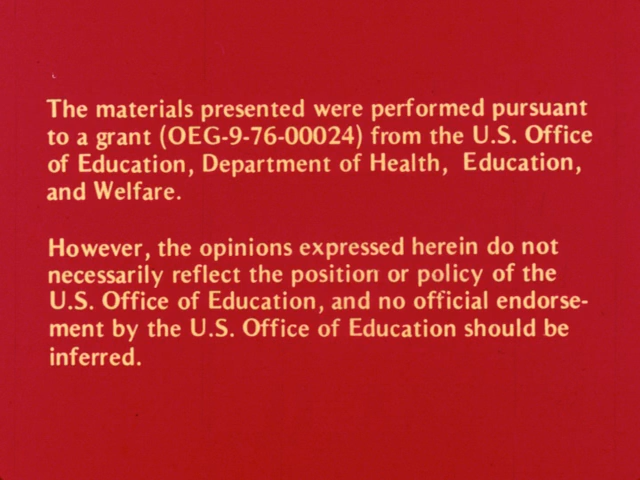 The materials presented were performed pursuant
to a grant (OEG-9-76-00024) from the U.S. Office
of Education, Department of Health, Education,
and Welfare.
However, the opinions expressed herein do not
necessarily reflect the position or policy of the
U.S. Office of Education, and no official endorse-
ment by the U.S. Office of Education should be
inferred.